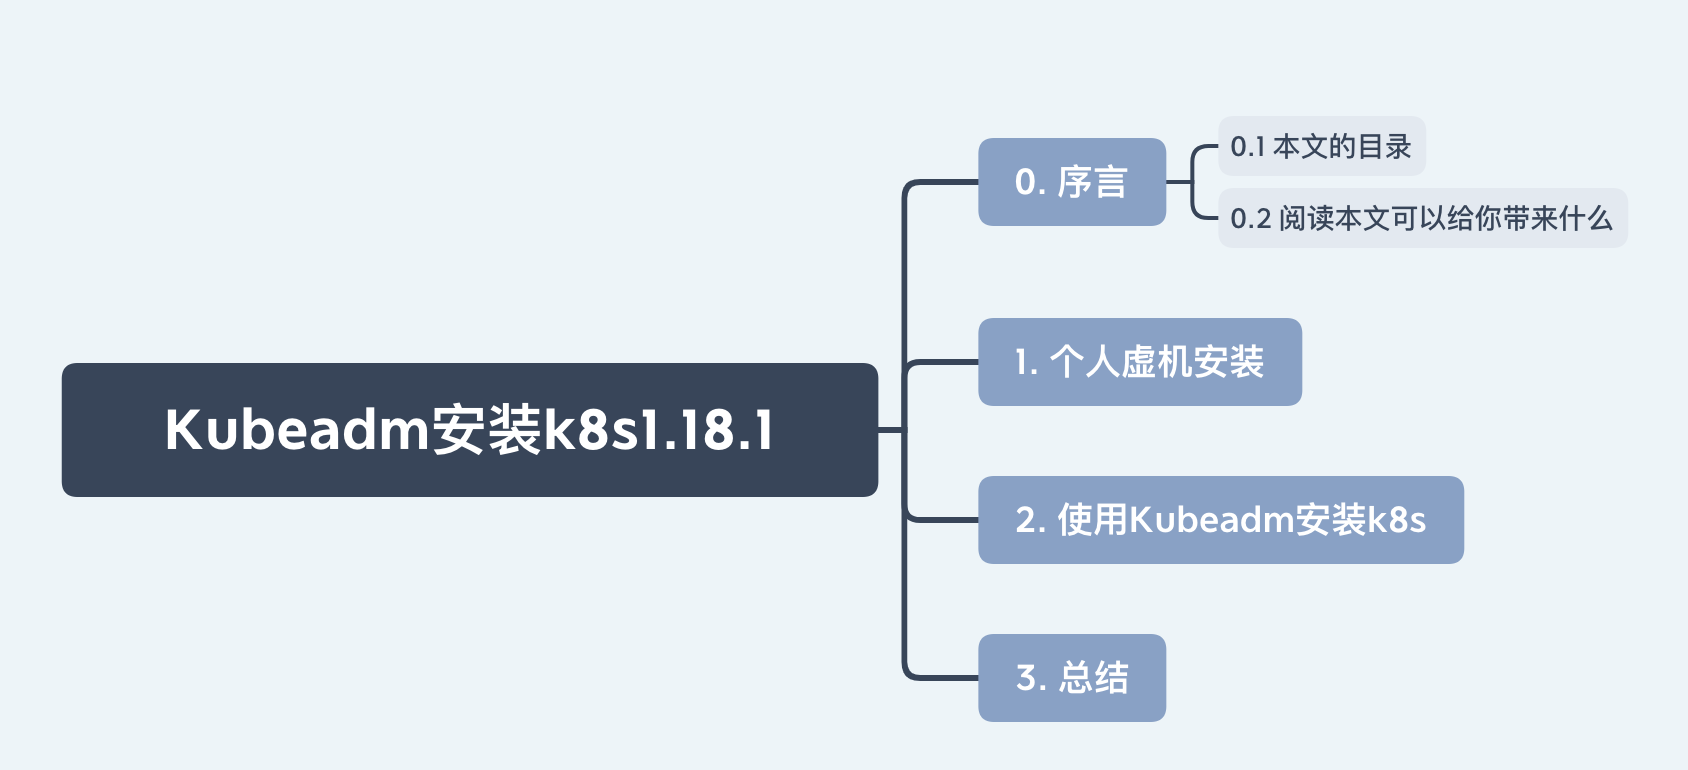 Kubeadm安装k8s1.18.1
0. 序言
0.1 本文的目录
0.2 阅读本文可以给你带来什么
1. 个人虚机安装
2. 使用Kubeadm安装k8s
3. 总结